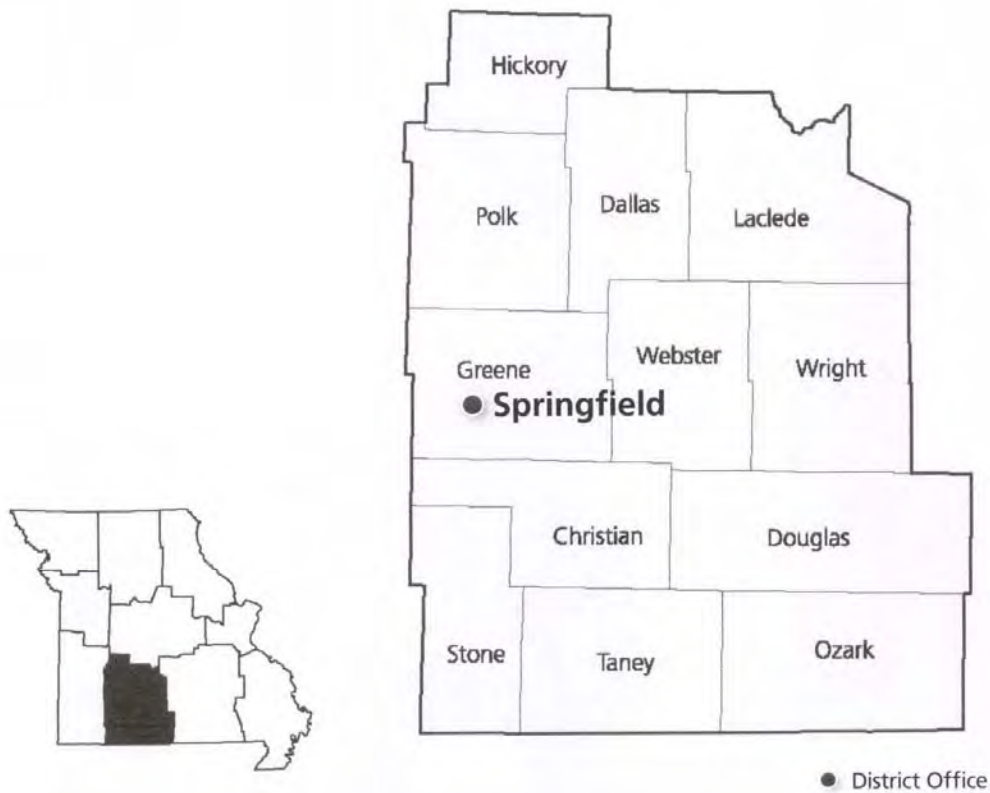 Hickory
Polk
Dallas
Laclede
Greene
Webster
Wright
Springfield
Christian
Douglas
Stone
Taney
Ozark
District Office